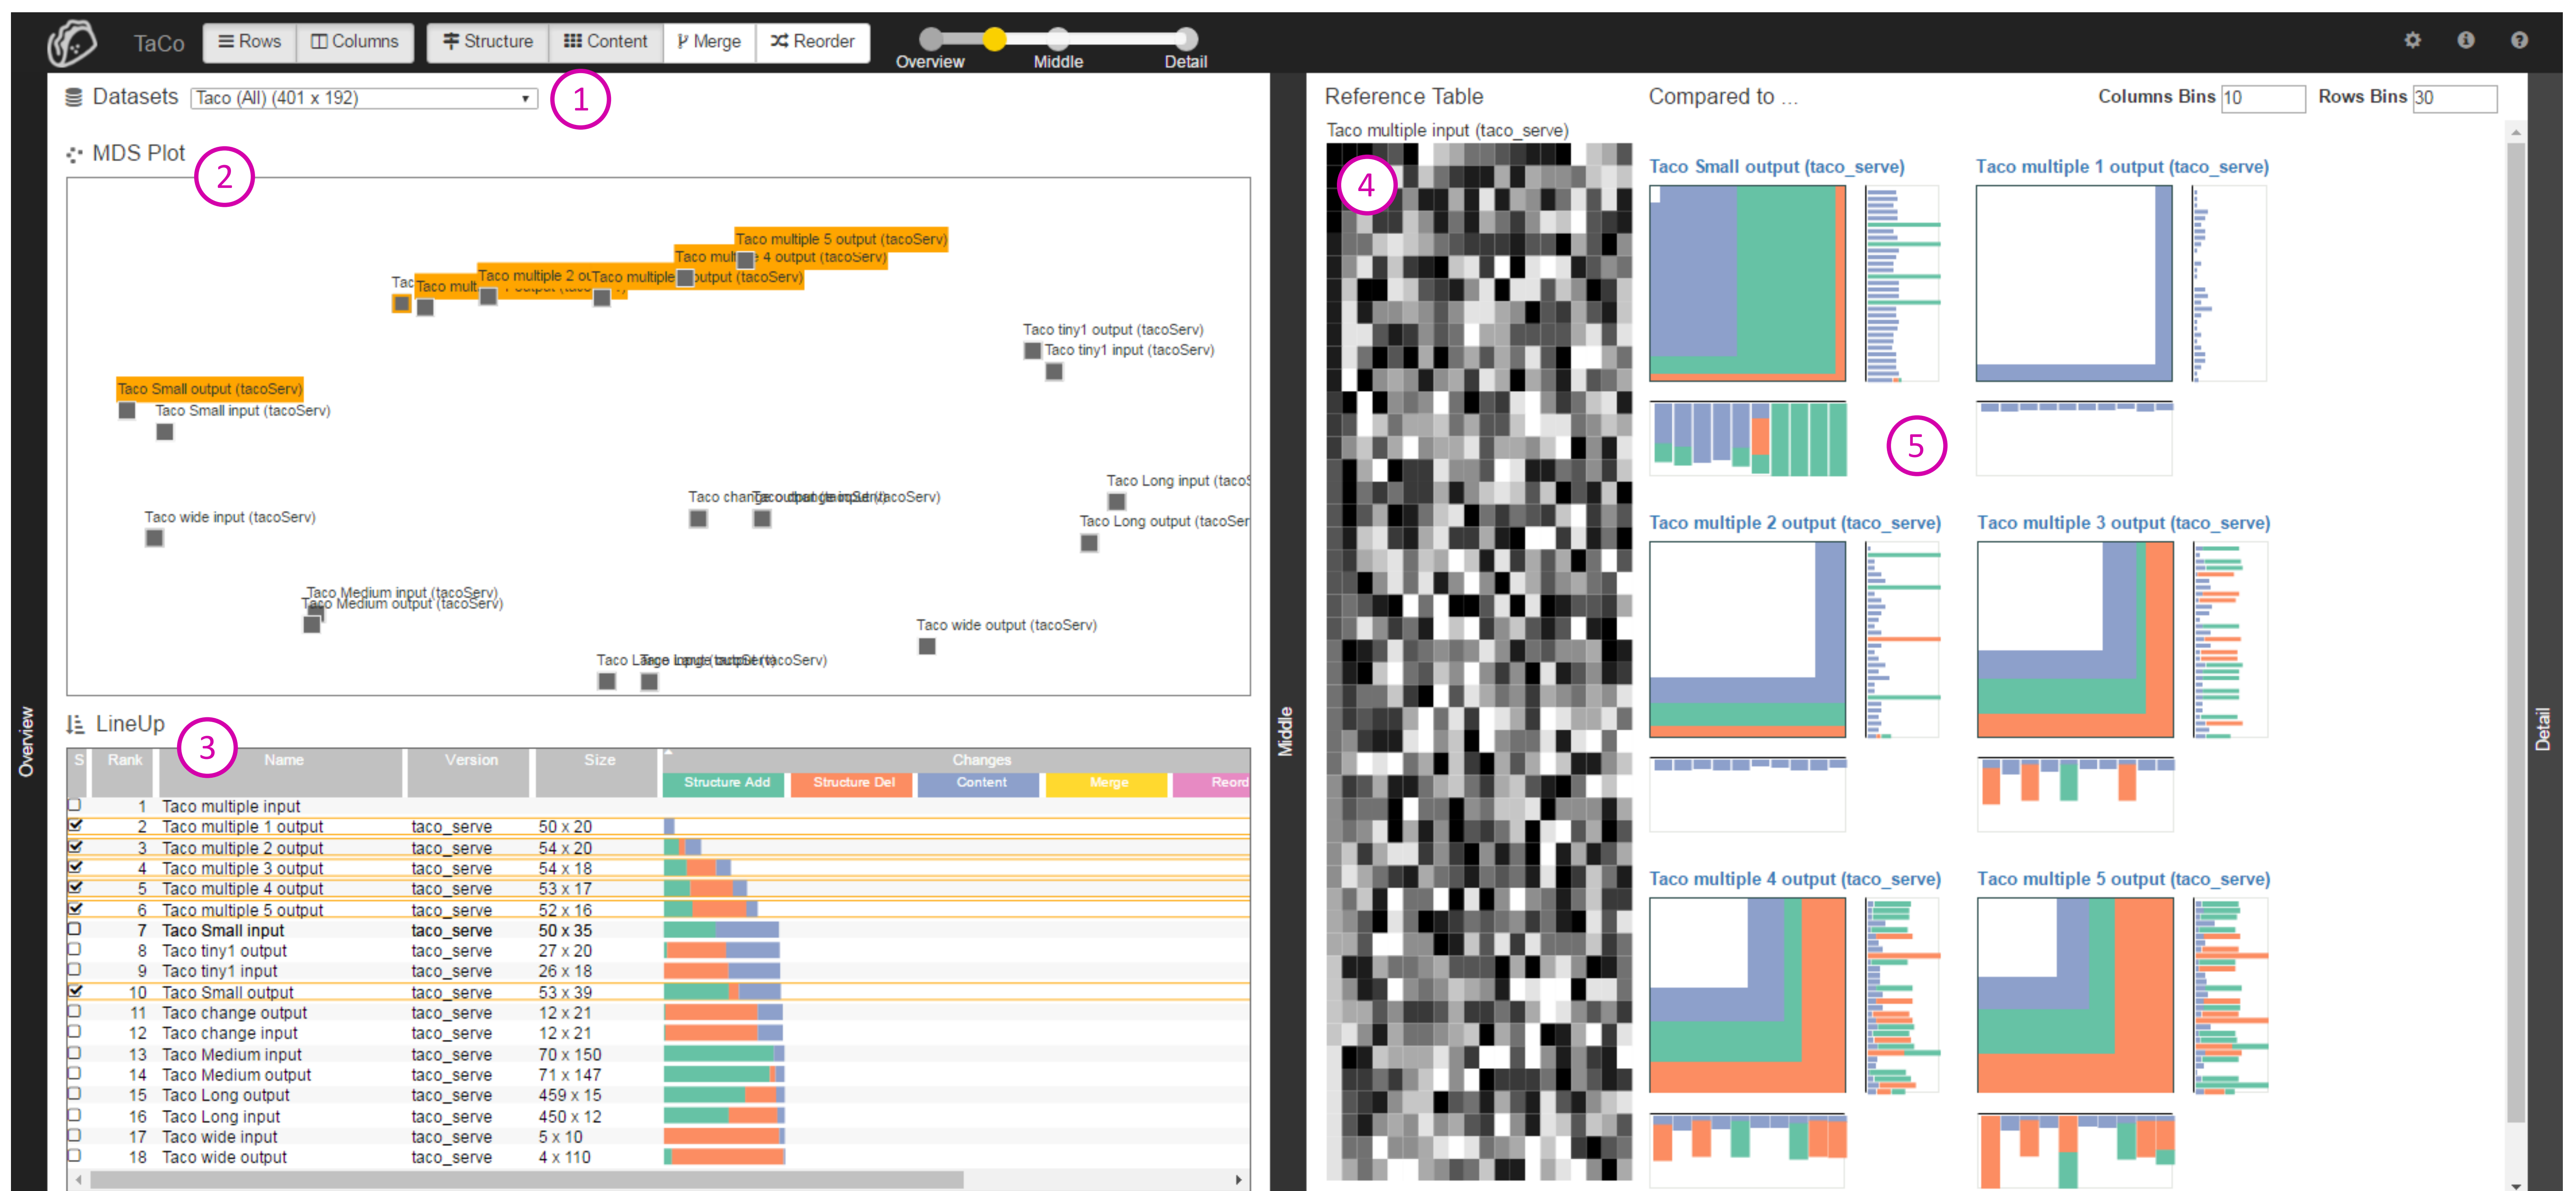 TaCo Rows Columns Structure Content Merge Reorder
Overview Middle Detail
Datasets Taco (All) (401 x 192)
1
MDS Plot
2
Taco multiple 5 output (tacoServ)
4 output (tacoServ)
Taco multiple 2
Taco multiple output (tacoServ)
Taco tiny1 output (tacoServ)
Taco tiny1 input (tacoServ)
Taco Small output (tacoServ)
Taco Small input (tacoServ)
Taco Long input
Taco Long output (tacoSer
Taco wide input (tacoServ)
Taco Medium input (tacoServ)
Taco Medium output (tacoServ)
Taco wide output (tacoServ)
LineUp
3
S Rank Name Version Size Changes
Structure Add Structure Del Content Merge Reord
1 Taco multiple input
2 Taco multiple 1 output taco_serve 50 x 20
3 Taco multiple 2 output taco_serve 54 x 20
4 Taco multiple 3 output taco_serve 54 x 18
5 Taco multiple 4 output taco_serve 53 x 17
6 Taco multiple 5 output taco_serve 52 x 16
7 Taco Small input taco_serve 50 x 35
8 Taco tiny1 output taco_serve 27 x 20
9 Taco tiny1 input taco_serve 26 x 18
10 Taco Small output taco_serve 53 x 39
11 Taco change output taco_serve 12 x 21
12 Taco change input taco_serve 12 x 21
13 Taco Medium input taco_serve 70 x 150
14 Taco Medium output taco_serve 71 x 147
15 Taco Long output taco_serve 459 x 15
16 Taco Long input taco_serve 450 x 12
17 Taco wide input taco_serve 5 x 10
18 Taco wide output taco_serve 4 x 110
Overview
Middle
Reference Table
Taco multiple input (taco_serve)
4
Compared to ...
Columns Bins 10 Rows Bins 30
Taco Small output (taco_serve) Taco multiple 1 output (taco_serve)
5
Taco multiple 2 output (taco_serve) Taco multiple 3 output (taco_serve)
Taco multiple 4 output (taco_serve) Taco multiple 5 output (taco_serve)
Detail